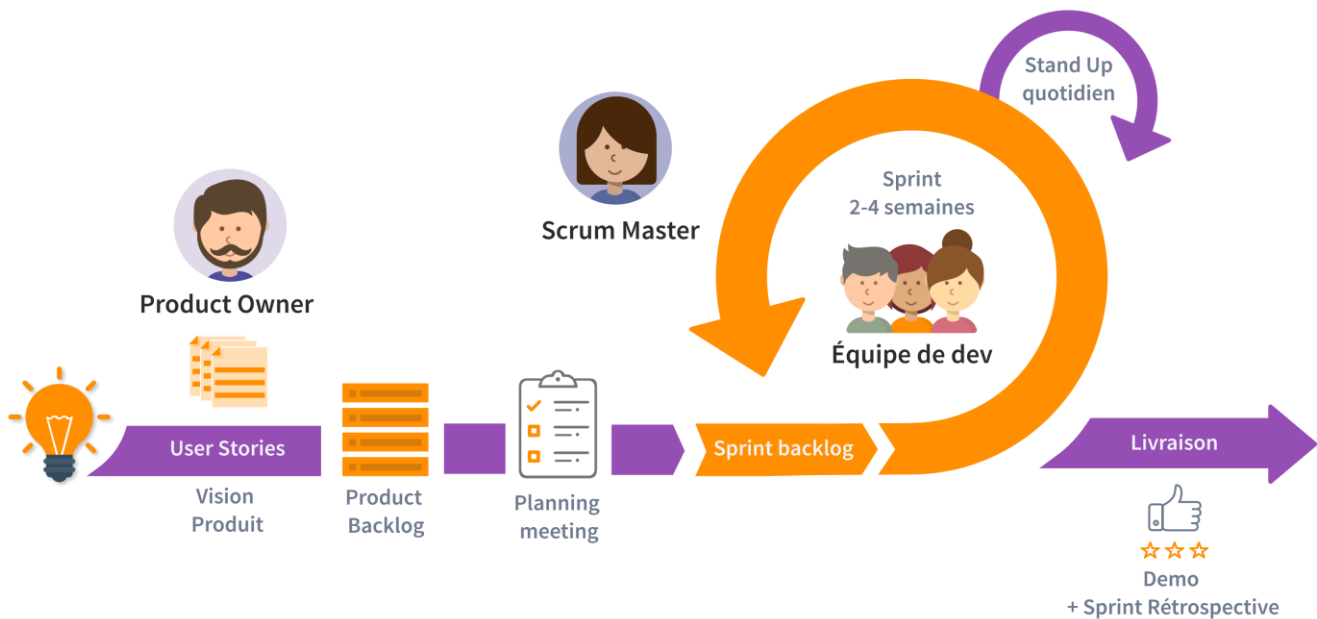 Stand Up
quotidien
Sprint
2-4 semaines
Scrum Master
Product Owner
Équipe de dev
User Stories
Sprint backlog
Livraison
Vision
Produit
Product
Backlog
Planning
meeting
Demo
+ Sprint Rétrospective